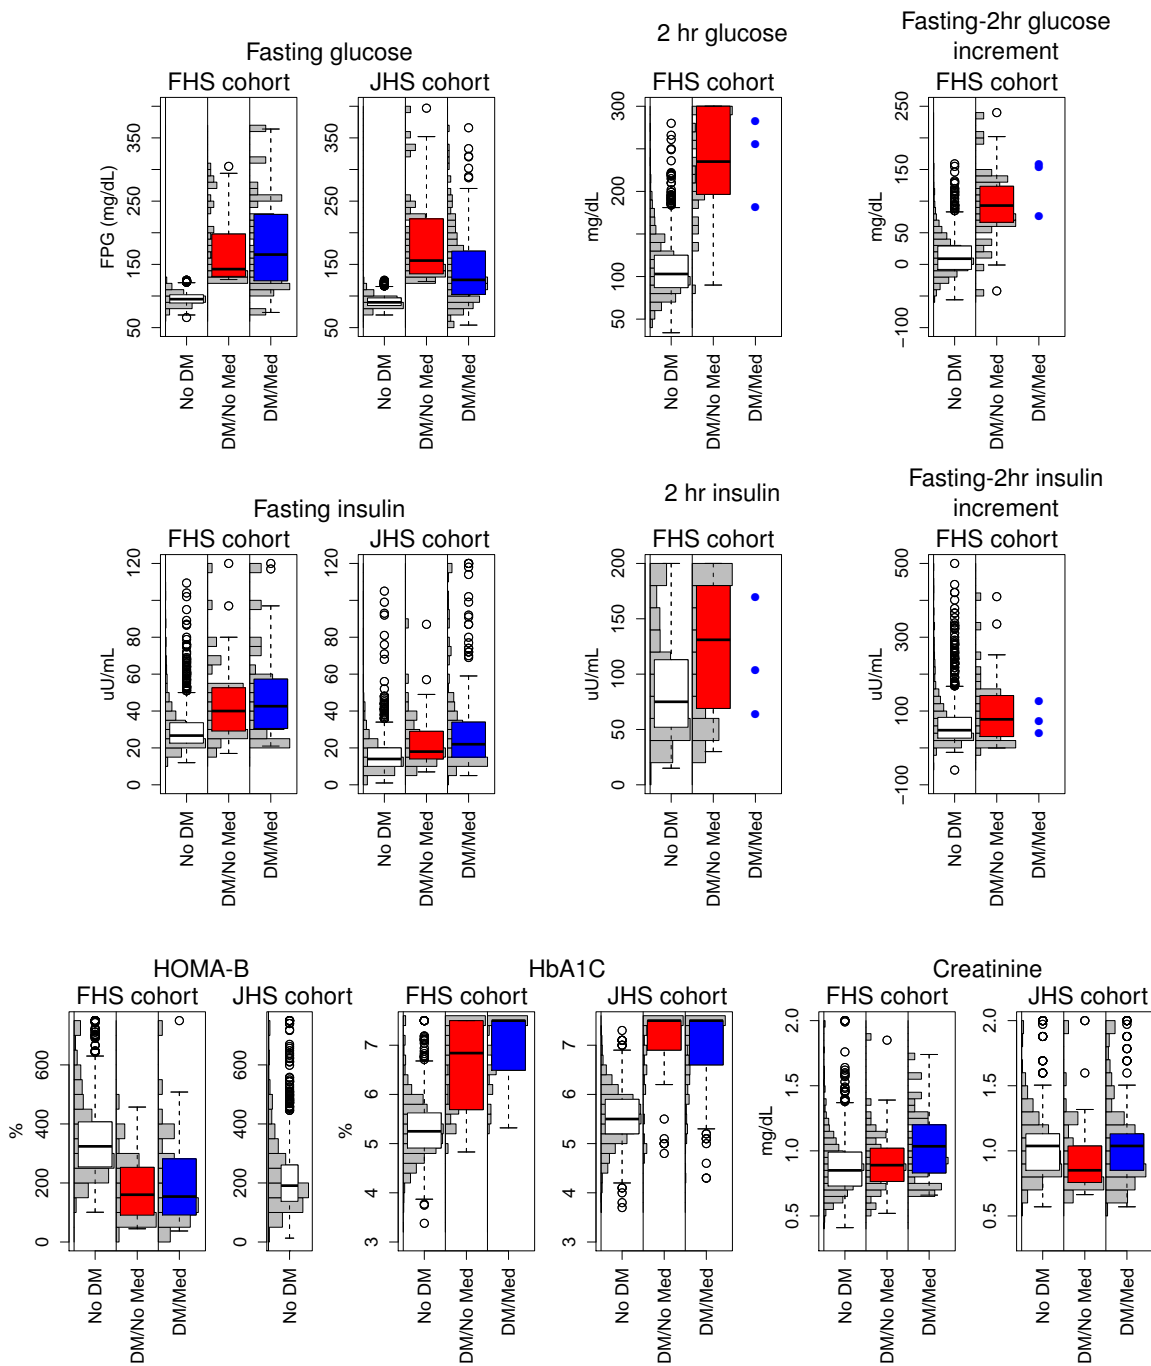 Fasting glucose
2 hr glucose
Fasting-2hr glucose
increment
FHS cohort
JHS cohort
FHS cohort
FHS cohort
FPG (mg/dL)
50
150
250
350
50
150
250
350
mg/dL
50
100
200
300
mg/dL
-100
0
50
150
250
No DM
DM/No Med
DM/Med
No DM
DM/No Med
DM/Med
No DM
DM/No Med
DM/Med
No DM
DM/No Med
DM/Med
Fasting insulin
2 hr insulin
Fasting-2hr insulin
increment
FHS cohort
JHS cohort
FHS cohort
FHS cohort
uU/mL
0
20
40
60
80
120
0
20
40
60
80
120
uU/mL
0
50
100
150
200
uU/mL
-100
100
300
500
No DM
DM/No Med
DM/Med
No DM
DM/No Med
DM/Med
No DM
DM/No Med
DM/Med
No DM
DM/No Med
DM/Med
HOMA-B
HbA1C
Creatinine
FHS cohort
JHS cohort
FHS cohort
JHS cohort
FHS cohort
JHS cohort
%
0
200
400
600
0
200
400
600
%
3
4
5
6
7
3
4
5
6
7
mg/dL
0.5
1.0
1.5
2.0
0.5
1.0
1.5
2.0
No DM
DM/No Med
DM/Med
No DM
No DM
DM/No Med
DM/Med
No DM
DM/No Med
DM/Med
No DM
DM/No Med
DM/Med
No DM
DM/No Med
DM/Med